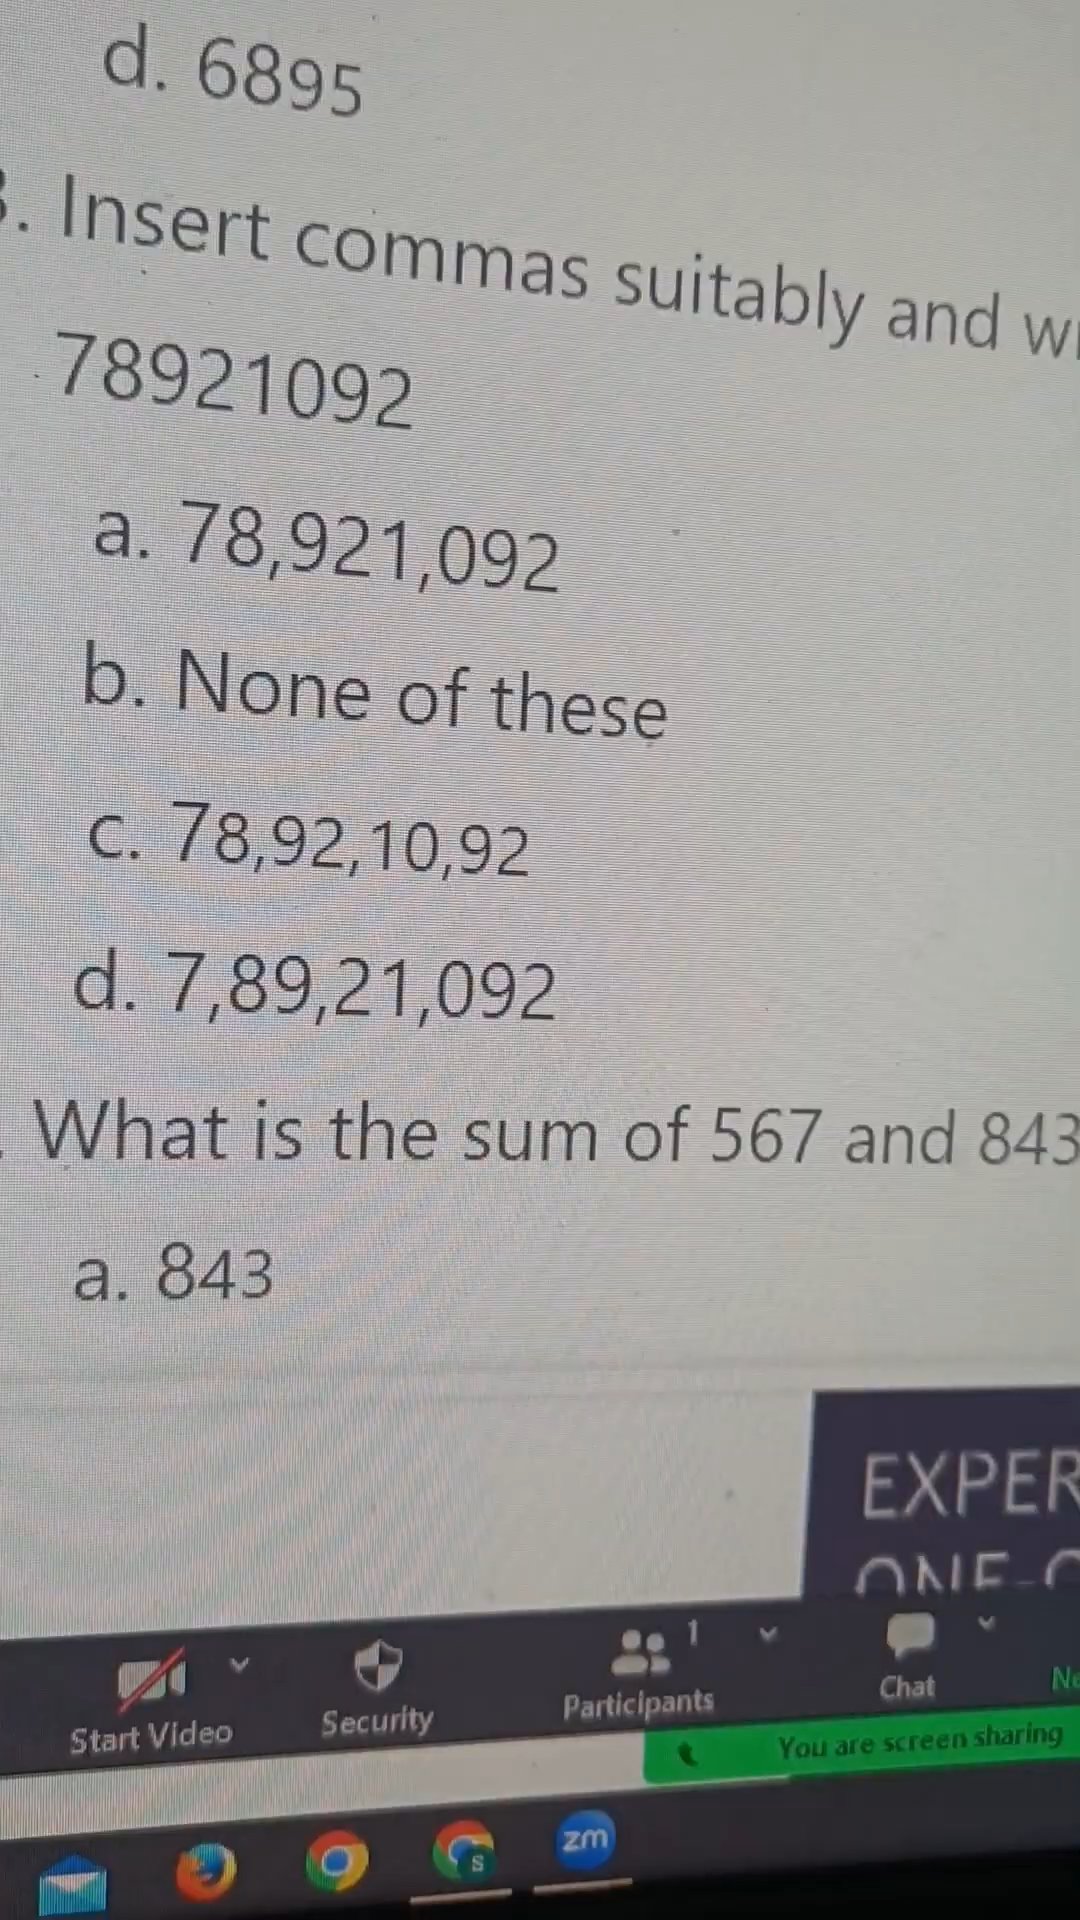 d. 6895
. Insert commas suitably and
78921092
a. 78,921,092
b. None of these
c. 78,92,10,92
d. 7,89,21,092
What is the sum of 567 and 843
a. 843
EXPER
1
Chat
Participants
Security
Start Video
You are screen sharing
zm
S